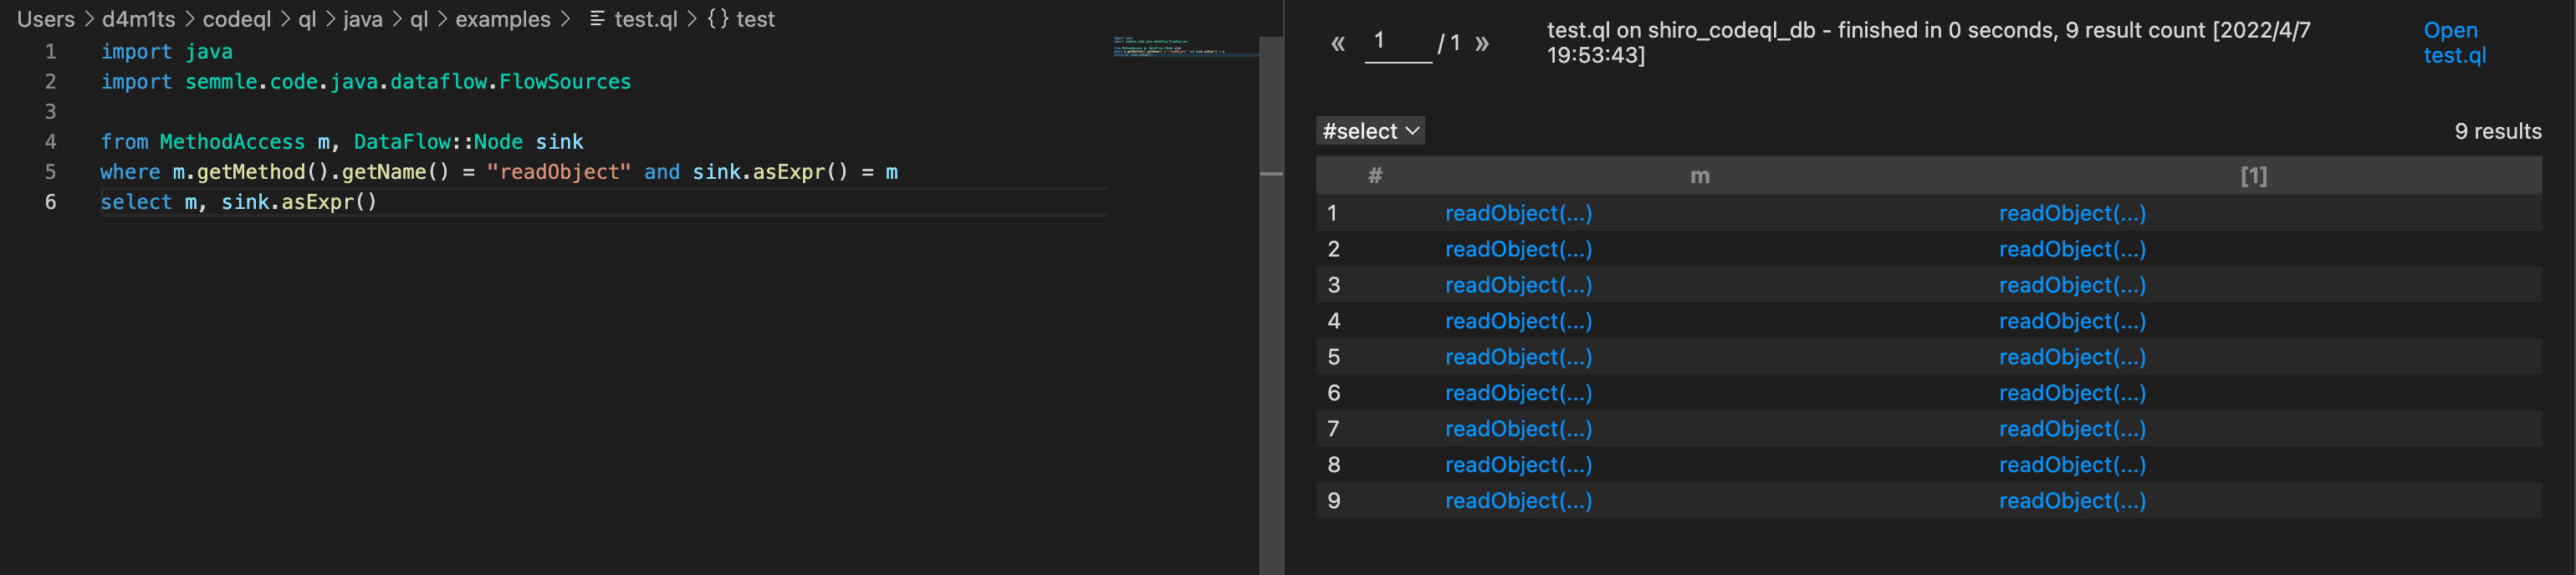 Users > d4m1ts > codeql > ql > java > ql > examples > test.ql > {} test
1 import java
2 import semmle.code.java.dataflow.FlowSources
3
4 from MethodAccess m, DataFlow::Node sink
5 where m.getMethod().getName() = "readObject" and sink.asExpr() = m
6 select m, sink.asExpr()
« 1 / 1 »
test.ql on shiro_codeql_db - finished in 0 seconds, 9 result count [2022/4/7
19:53:43]
Open
test.ql
#select
9 results
# m [1]
1 readObject(...) readObject(...)
2 readObject(...) readObject(...)
3 readObject(...) readObject(...)
4 readObject(...) readObject(...)
5 readObject(...) readObject(...)
6 readObject(...) readObject(...)
7 readObject(...) readObject(...)
8 readObject(...) readObject(...)
9 readObject(...) readObject(...)